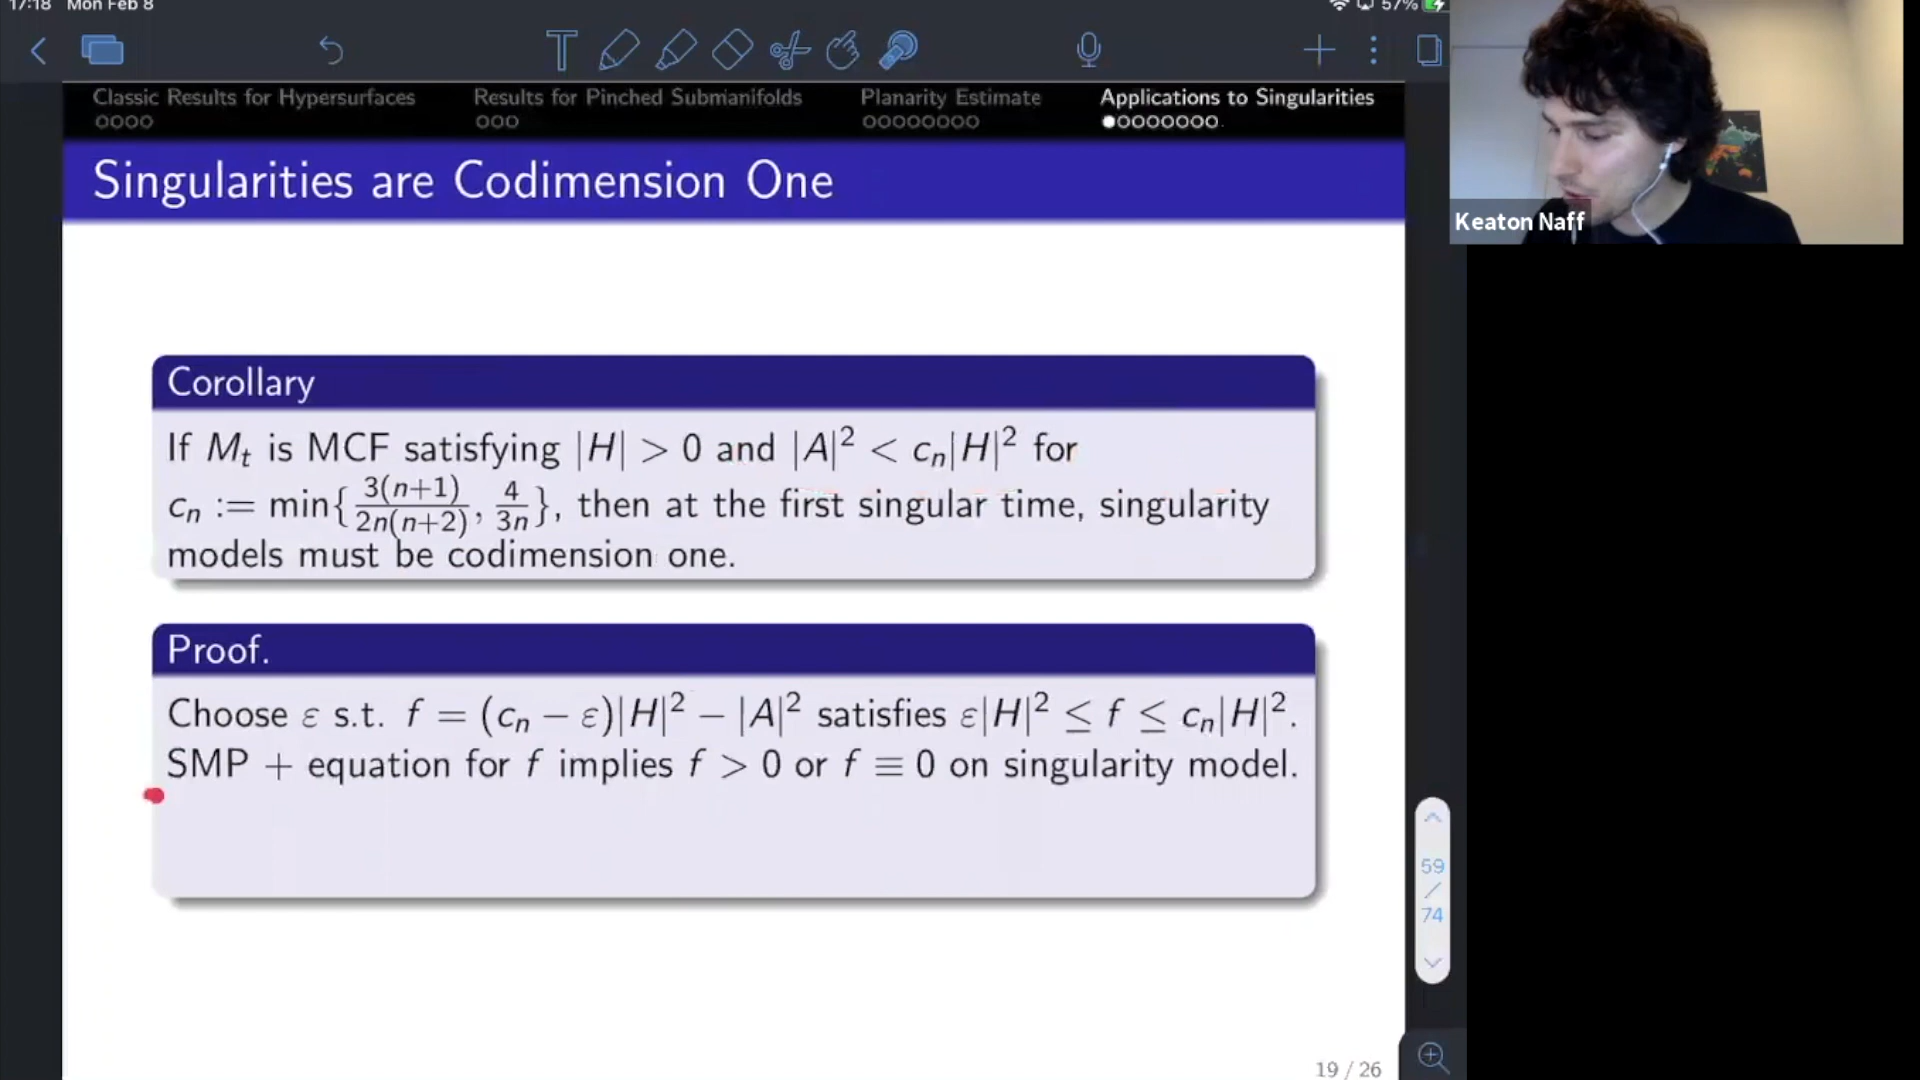 17:18 Mon Feb 8
57%
Classic Results for Hypersurfaces
Results for Pinched Submanifolds
Planarity Estimate
Applications to Singularities
Singularities are Codimension One
Keaton Naff
Corollary
If M_t is MCF satisfying |H| > 0 and |A|² < c_n|H|² for
c_n := min{3(n+1)/2n(n+2), 4/3n}, then at the first singular time, singularity
models must be codimension one.
Proof.
Choose ε s.t. f = (c_n − ε)|H|² − |A|² satisfies ε|H|² ≤ f ≤ c_n|H|².
SMP + equation for f implies f > 0 or f ≡ 0 on singularity model.
59
/
74
19 / 26